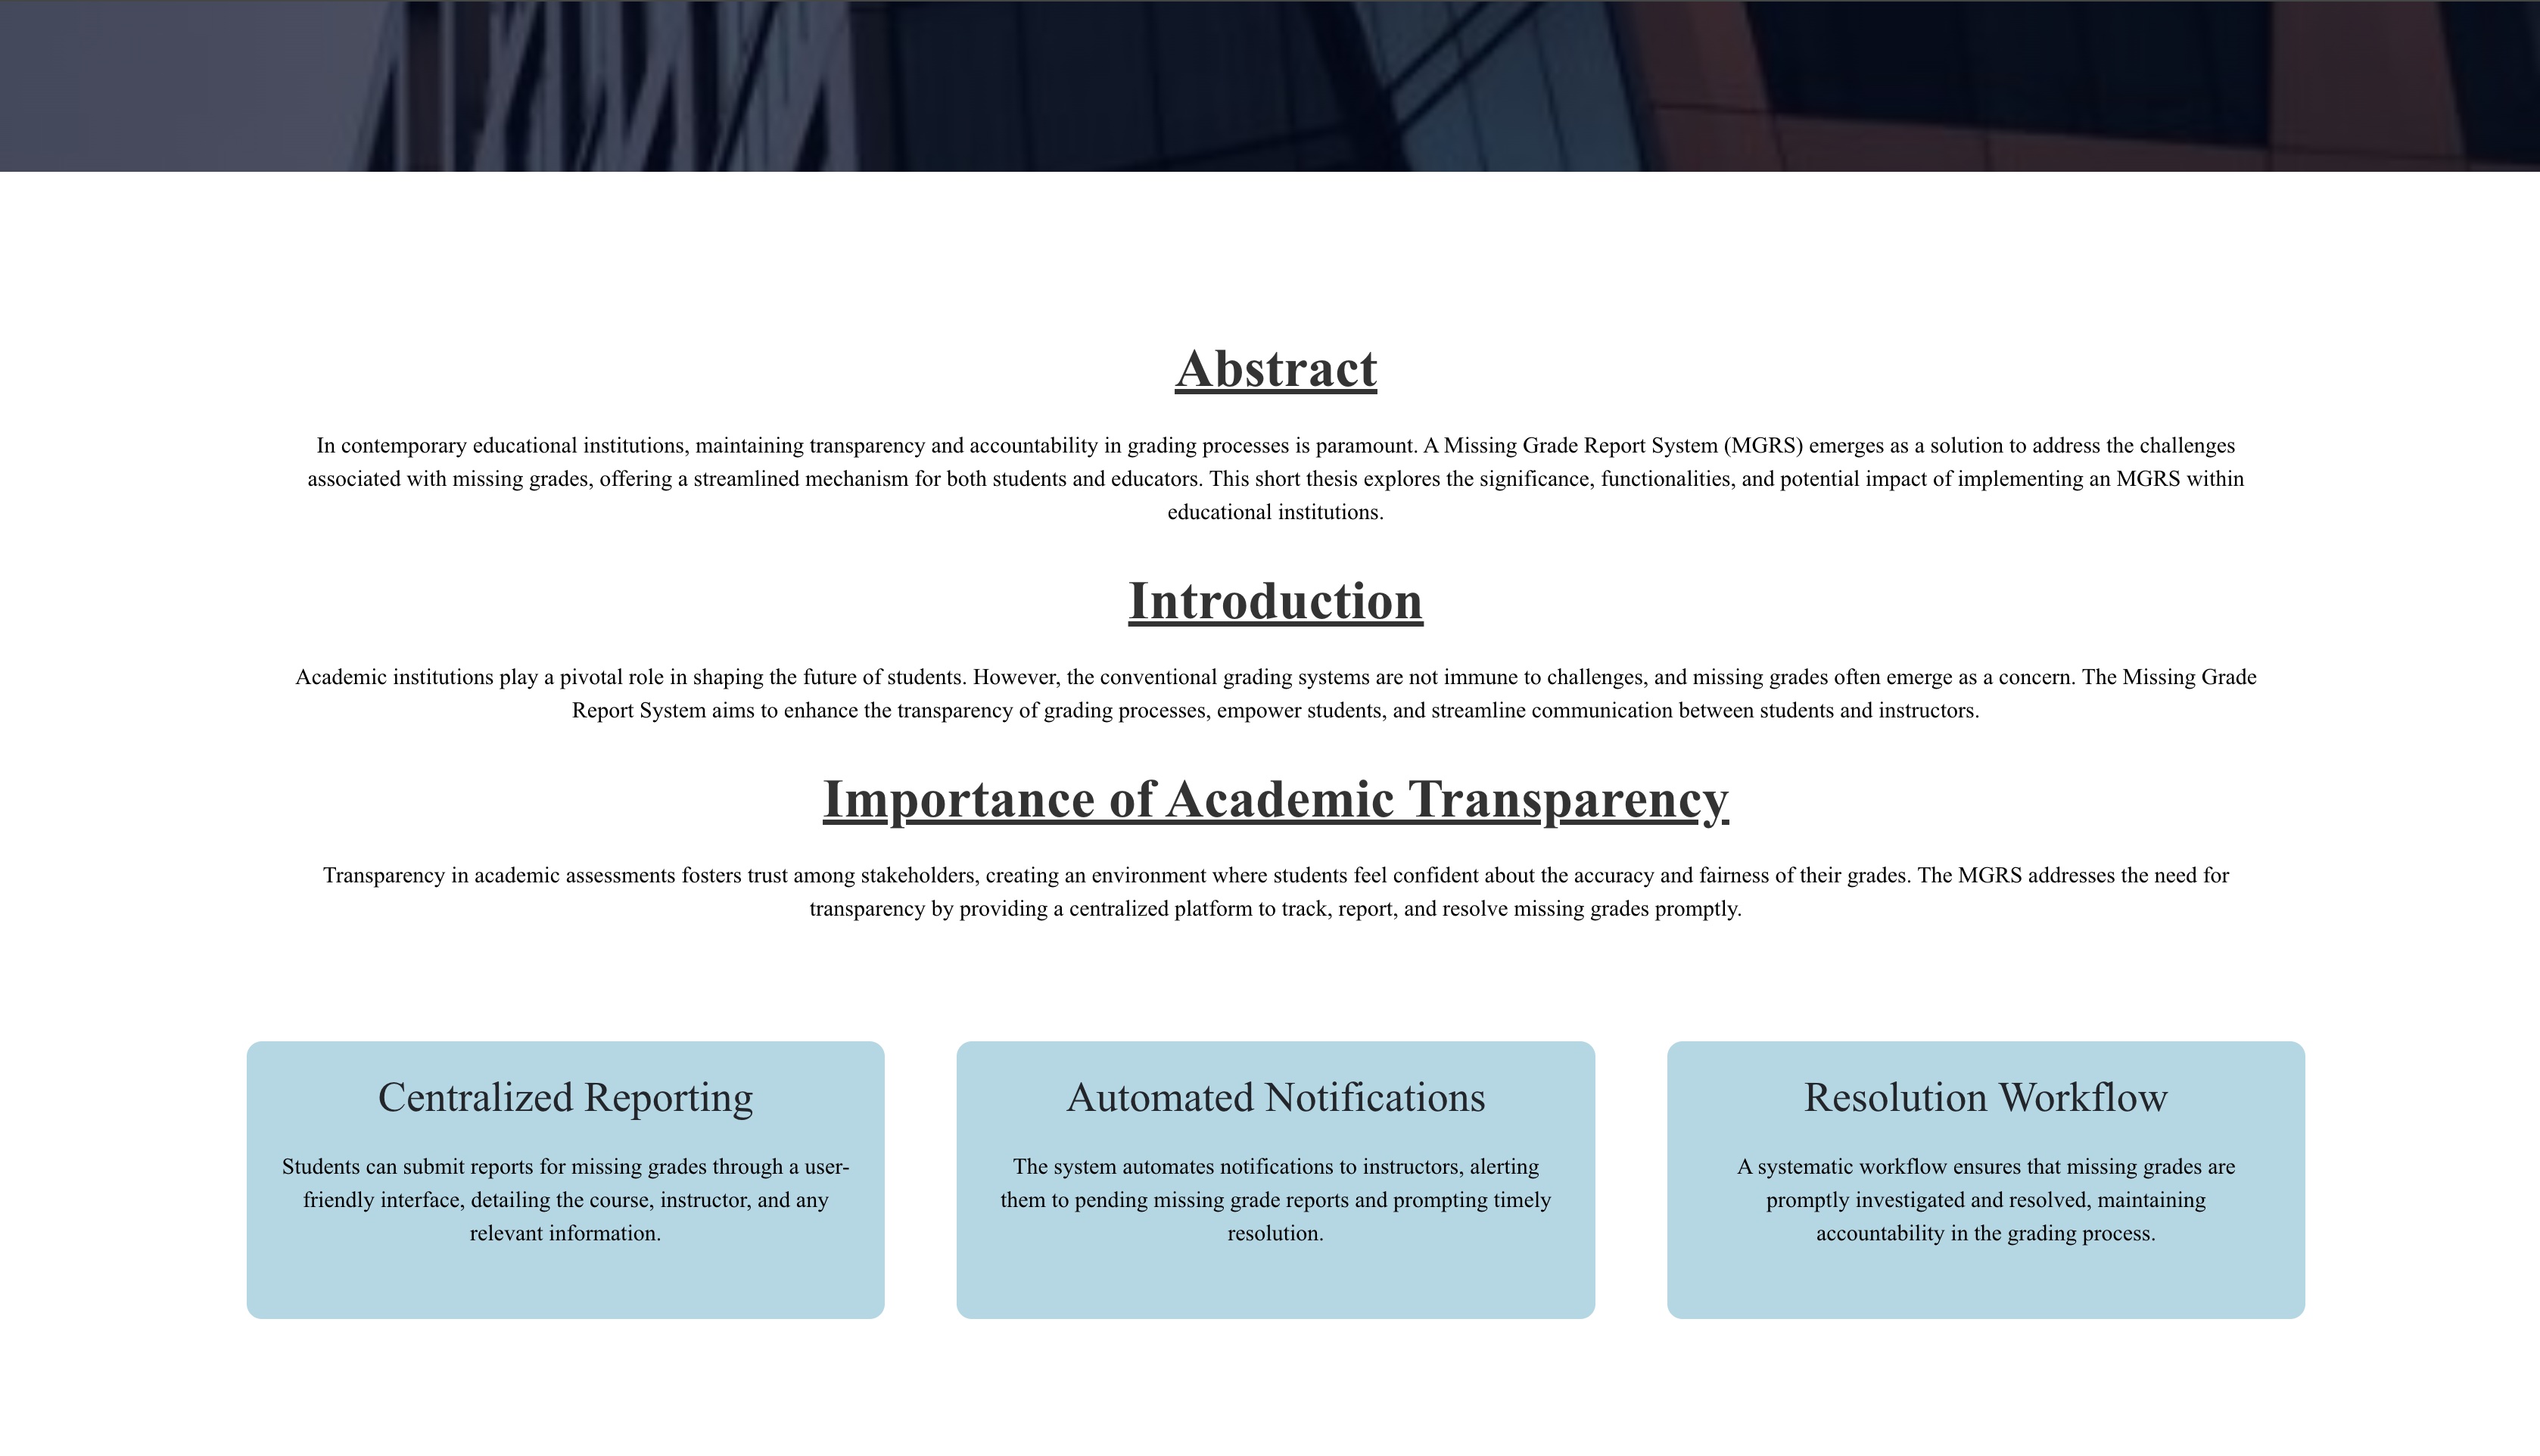 Abstract
In contemporary educational institutions, maintaining transparency and accountability in grading processes is paramount. A Missing Grade Report System (MGRS) emerges as a solution to address the challenges
associated with missing grades, offering a streamlined mechanism for both students and educators. This short thesis explores the significance, functionalities, and potential impact of implementing an MGRS within
educational institutions.
Introduction
Academic institutions play a pivotal role in shaping the future of students. However, the conventional grading systems are not immune to challenges, and missing grades often emerge as a concern. The Missing Grade
Report System aims to enhance the transparency of grading processes, empower students, and streamline communication between students and instructors.
Importance of Academic Transparency
Transparency in academic assessments fosters trust among stakeholders, creating an environment where students feel confident about the accuracy and fairness of their grades. The MGRS addresses the need for
transparency by providing a centralized platform to track, report, and resolve missing grades promptly.
Centralized Reporting
Students can submit reports for missing grades through a user-
friendly interface, detailing the course, instructor, and any
relevant information.
Automated Notifications
The system automates notifications to instructors, alerting
them to pending missing grade reports and prompting timely
resolution.
Resolution Workflow
A systematic workflow ensures that missing grades are
promptly investigated and resolved, maintaining
accountability in the grading process.